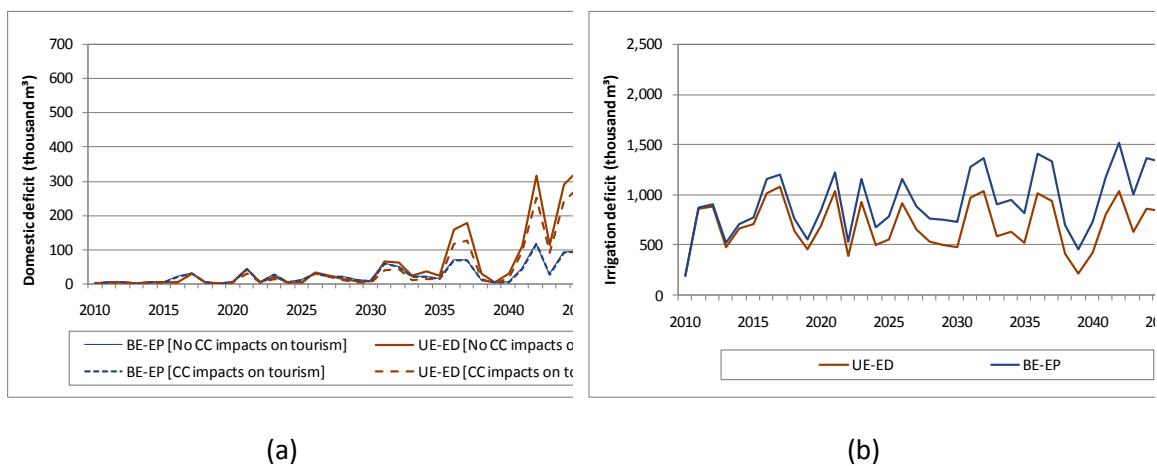 Domestic deficit (thousand m³)
700
600
500
400
300
200
100
0
2010 2015 2020 2025 2030 2035 2040
BE-EP [No CC impacts on tourism] UE-ED [No CC impacts o
BE-EP [CC impacts on tourism] UE-ED [CC impacts on to
(a)
Irrigation deficit (thousand m³)
2,500
2,000
1,500
1,000
500
0
2010 2015 2020 2025 2030 2035 2040 20
UE-ED BE-EP
(b)